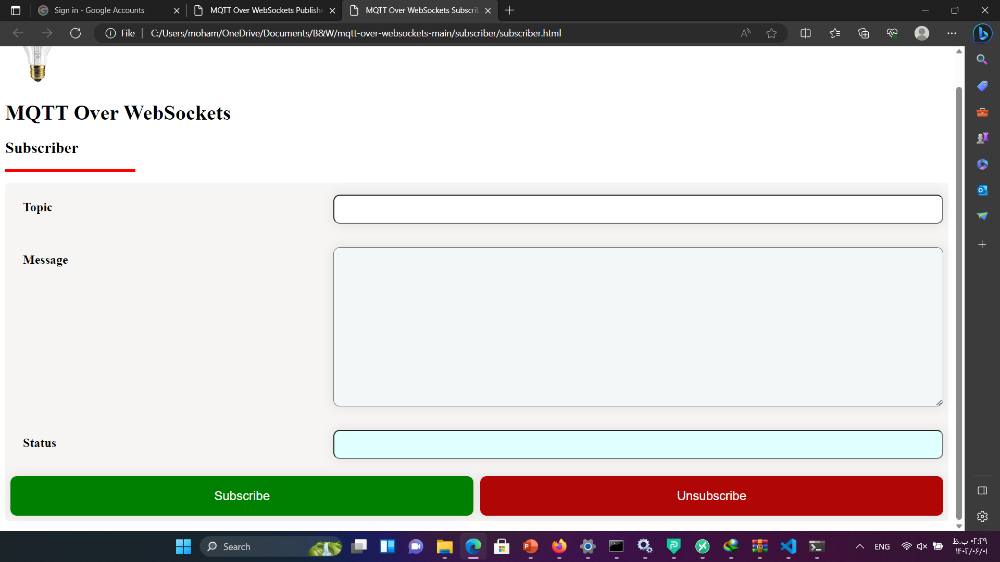 Sign in - Google Accounts
MQTT Over WebSockets Publishe
MQTT Over WebSockets Subscrib
File
C:/Users/moham/OneDrive/Documents/B&W/mqtt-over-websockets-main/subscriber/subscriber.html
MQTT Over WebSockets
Subscriber
Topic
Message
Status
Subscribe
Unsubscribe
Search
ENG
۰۲:۲۹ ب.ظ
۱۴۰۲/۰۶/۰۱